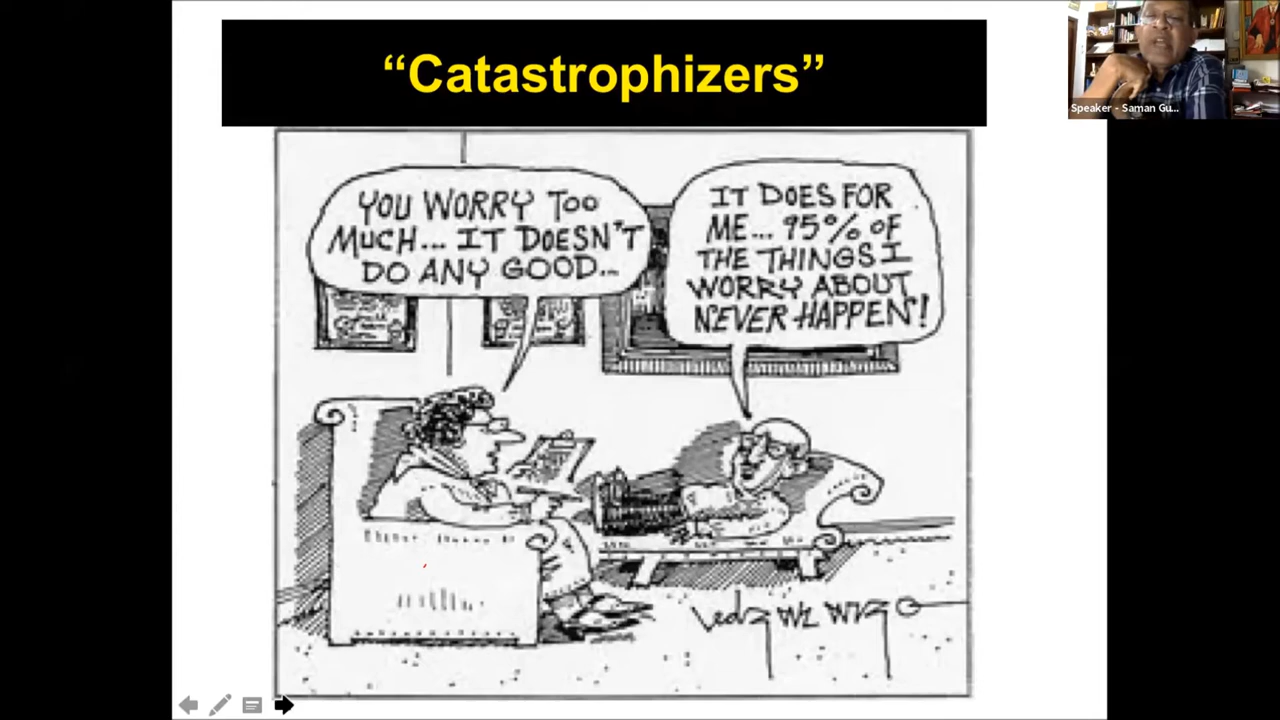 “Catastrophizers”
YOU WORRY TOO
MUCH... IT DOESN'T
DO ANY GOOD...
IT DOES FOR
ME... 95% OF
THE THINGS I
WORRY ABOUT
NEVER HAPPEN!
Speaker - Saman Gu...